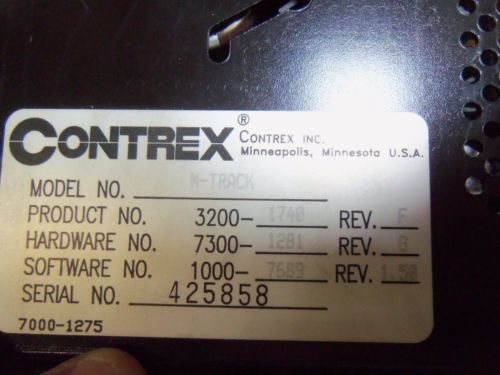 CONTREX® CONTREX INC.
Minneapolis, Minnesota U.S.A.
MODEL NO. M-TRACK
PRODUCT NO. 3200-1740 REV. F
HARDWARE NO. 7300-1281 REV. G
SOFTWARE NO. 1000-7689 REV. 1.50
SERIAL NO. 425858
7000-1275